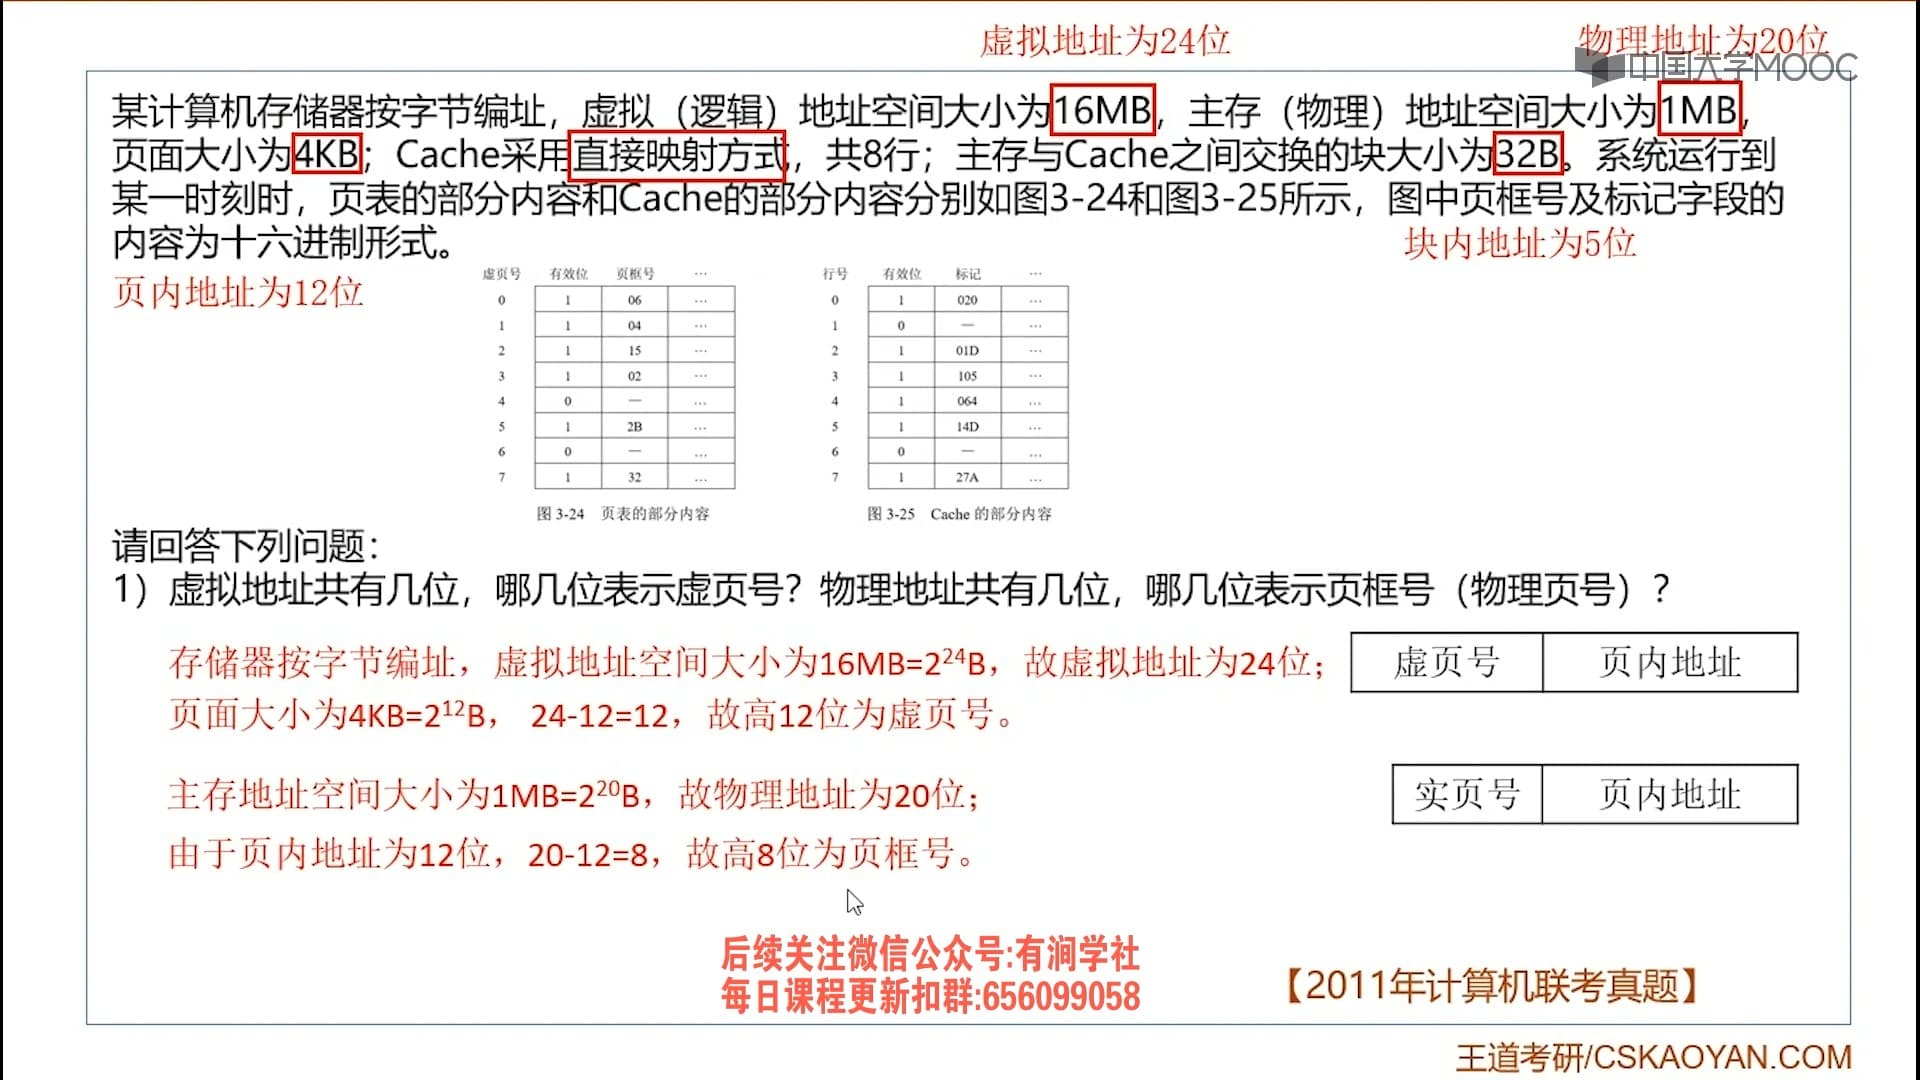 虚拟地址为24位
物理地址为20位
中国大学MOOC
某计算机存储器按字节编址，虚拟（逻辑）地址空间大小为16MB，主存（物理）地址空间大小为1MB，
页面大小为4KB；Cache采用直接映射方式，共8行；主存与Cache之间交换的块大小为32B。系统运行到
某一时刻时，页表的部分内容和Cache的部分内容分别如图3-24和图3-25所示，图中页框号及标记字段的
内容为十六进制形式。
块内地址为5位
页内地址为12位
虚页号 有效位 页框号 …
0 1 06 …
1 1 04 …
2 1 15 …
3 1 02 …
4 0 — …
5 1 2B …
6 0 — …
7 1 32 …
图 3-24 页表的部分内容
行号 有效位 标记 …
0 1 020 …
1 0 — …
2 1 01D …
3 1 105 …
4 1 064 …
5 1 14D …
6 0 — …
7 1 27A …
图 3-25 Cache 的部分内容
请回答下列问题：
1）虚拟地址共有几位，哪几位表示虚页号？物理地址共有几位，哪几位表示页框号（物理页号）？
存储器按字节编址，虚拟地址空间大小为16MB=2²⁴B，故虚拟地址为24位；
虚页号 页内地址
页面大小为4KB=2¹²B， 24-12=12，故高12位为虚页号。
主存地址空间大小为1MB=2²⁰B，故物理地址为20位；
实页号 页内地址
由于页内地址为12位，20-12=8，故高8位为页框号。
后续关注微信公众号:有涧学社
每日课程更新扣群:656099058
【2011年计算机联考真题】
王道考研/CSKAOYAN.COM